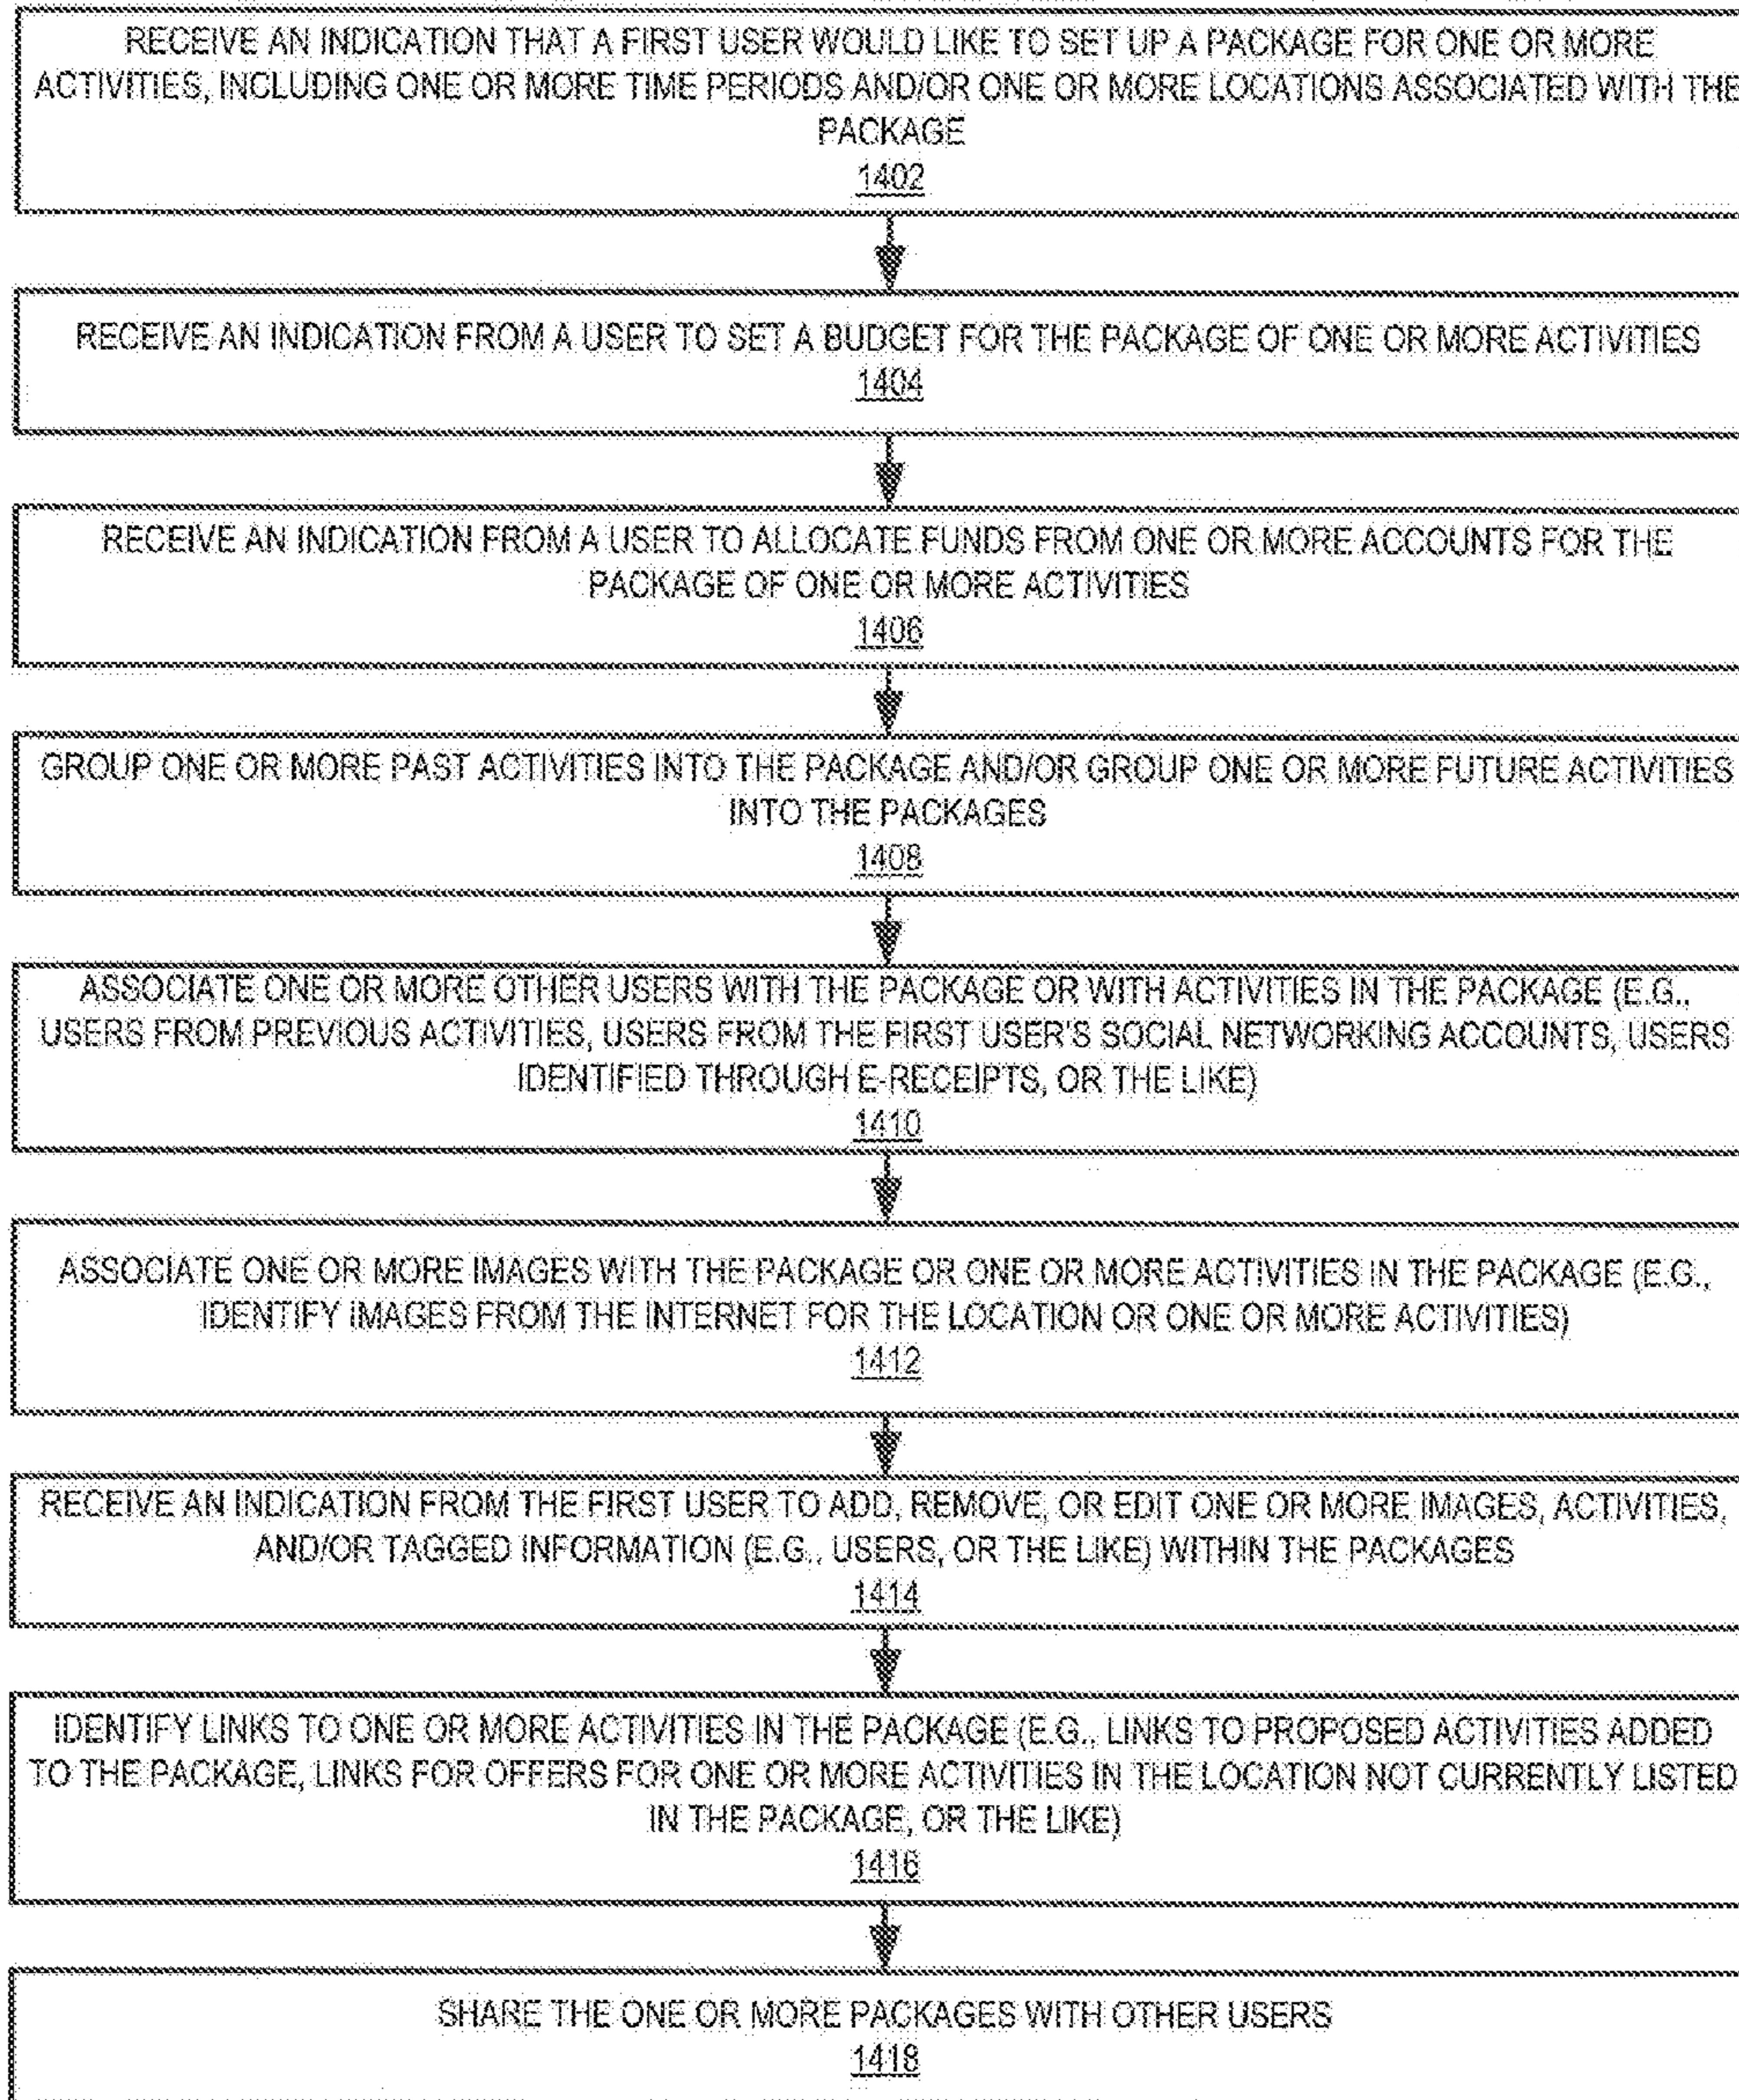 RECEIVE AN INDICATION THAT A FIRST USER WOULD LIKE TO SET UP A PACKAGE FOR ONE OR MORE
ACTIVITIES, INCLUDING ONE OR MORE TIME PERIODS AND/OR ONE OR MORE LOCATIONS ASSOCIATED WITH THE
PACKAGE
1402
RECEIVE AN INDICATION FROM A USER TO SET A BUDGET FOR THE PACKAGE OF ONE OR MORE ACTIVITIES
1404
RECEIVE AN INDICATION FROM A USER TO ALLOCATE FUNDS FROM ONE OR MORE ACCOUNTS FOR THE
PACKAGE OF ONE OR MORE ACTIVITIES
1406
GROUP ONE OR MORE PAST ACTIVITIES INTO THE PACKAGE AND/OR GROUP ONE OR MORE FUTURE ACTIVITIES
INTO THE PACKAGES
1408
ASSOCIATE ONE OR MORE OTHER USERS WITH THE PACKAGE OR WITH ACTIVITIES IN THE PACKAGE (E.G.,
USERS FROM PREVIOUS ACTIVITIES, USERS FROM THE FIRST USER'S SOCIAL NETWORKING ACCOUNTS, USERS
IDENTIFIED THROUGH E-RECEIPTS, OR THE LIKE)
1410
ASSOCIATE ONE OR MORE IMAGES WITH THE PACKAGE OR ONE OR MORE ACTIVITIES IN THE PACKAGE (E.G.,
IDENTIFY IMAGES FROM THE INTERNET FOR THE LOCATION OR ONE OR MORE ACTIVITIES)
1412
RECEIVE AN INDICATION FROM THE FIRST USER TO ADD, REMOVE, OR EDIT ONE OR MORE IMAGES, ACTIVITIES,
AND/OR TAGGED INFORMATION (E.G., USERS, OR THE LIKE) WITHIN THE PACKAGES
1414
IDENTIFY LINKS TO ONE OR MORE ACTIVITIES IN THE PACKAGE (E.G., LINKS TO PROPOSED ACTIVITIES ADDED
TO THE PACKAGE, LINKS FOR OFFERS FOR ONE OR MORE ACTIVITIES IN THE LOCATION NOT CURRENTLY LISTED
IN THE PACKAGE, OR THE LIKE)
1416
SHARE THE ONE OR MORE PACKAGES WITH OTHER USERS
1418